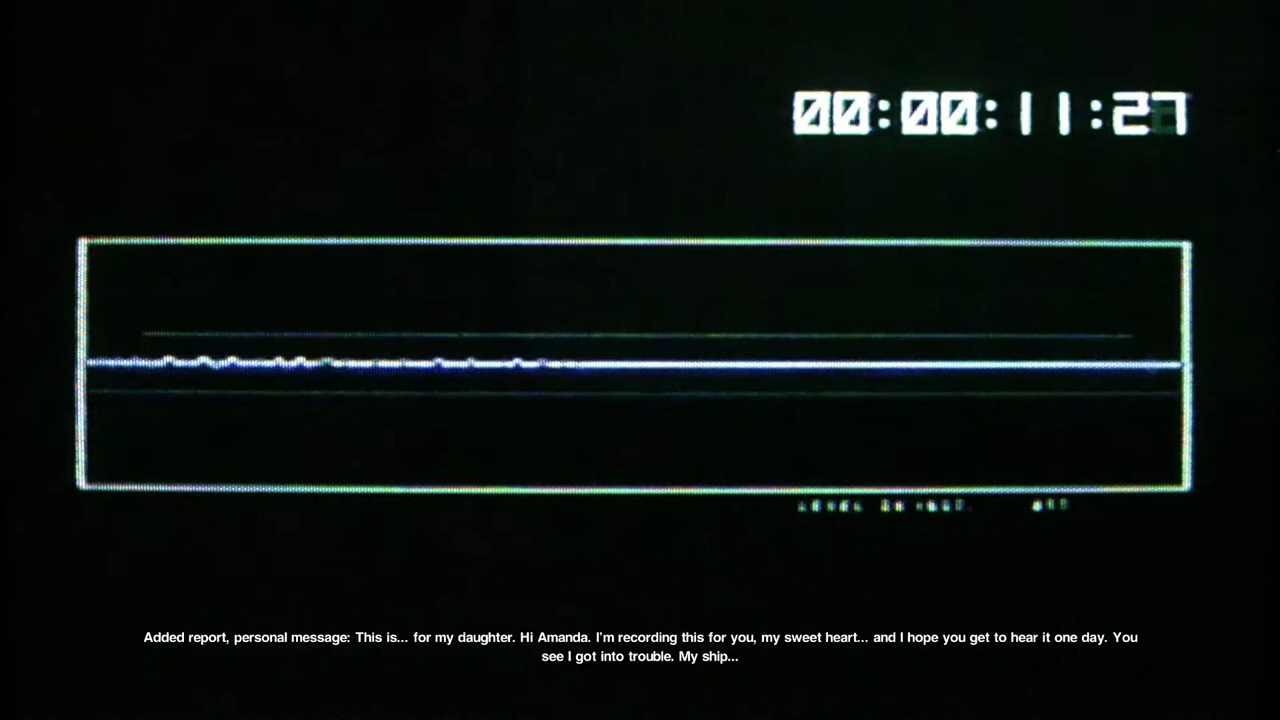 00:00:11:27
Added report, personal message: This is... for my daughter. Hi Amanda. I'm recording this for you, my sweet heart... and I hope you get to hear it one day. You
see I got into trouble. My ship...